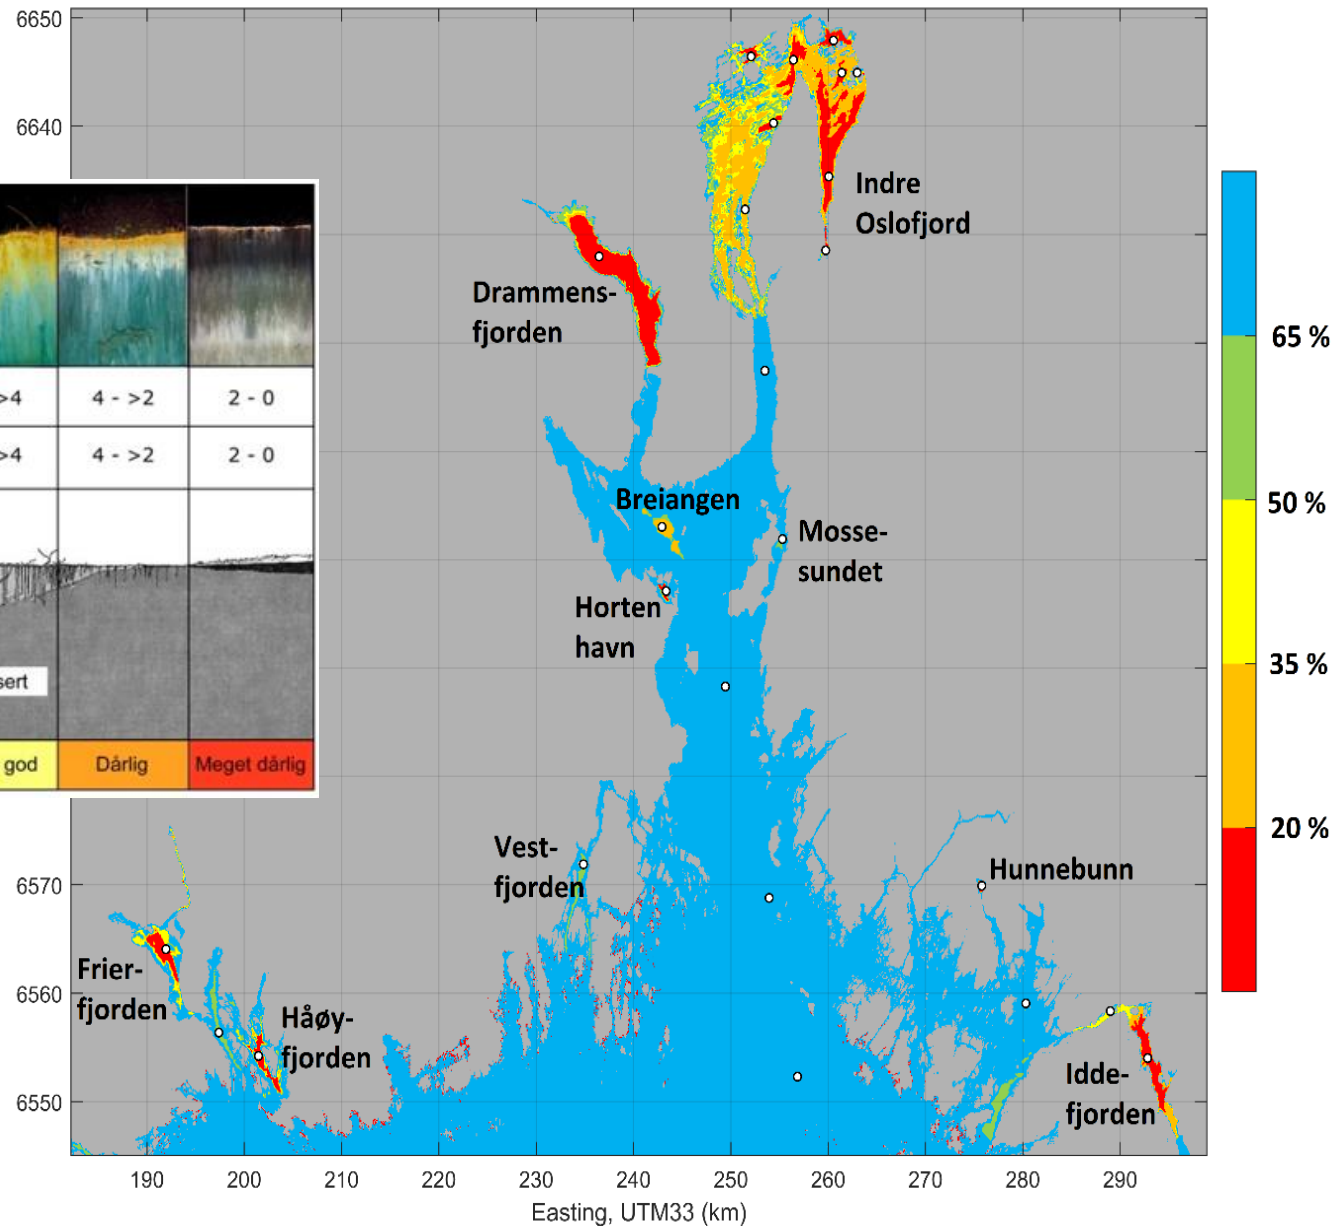 6650
6640
6570
6560
6550
Indre
Oslofjord
Drammens-
fjorden
Breiangen
Mosse-
sundet
Horten
havn
Vest-
fjorden
Hunnebunn
Frier-
fjorden
Håøy-
fjorden
Idde-
fjorden
>4 4 - >2 2 - 0
>4 4 - >2 2 - 0
sert
god Dårlig Meget dårlig
65 %
50 %
35 %
20 %
190 200 210 220 230 240 250 260 270 280 290
Easting, UTM33 (km)